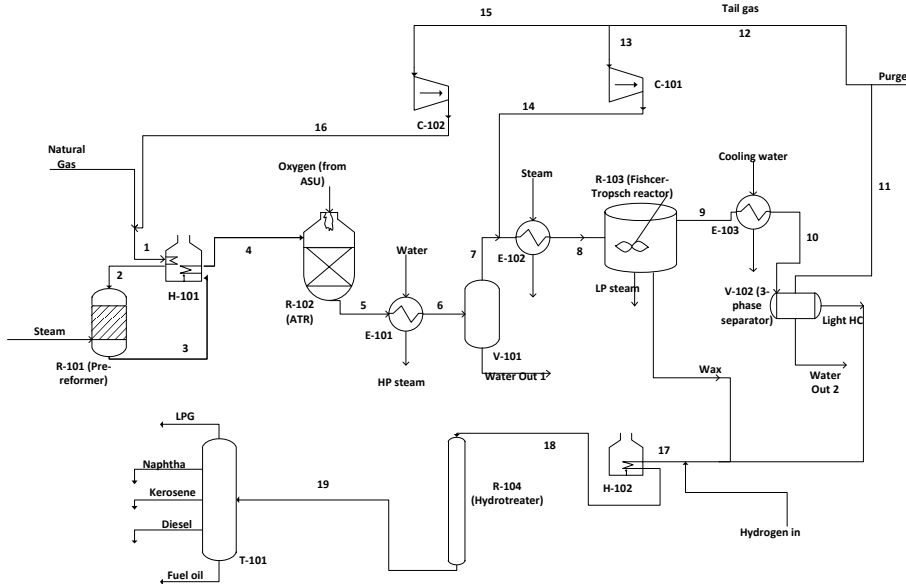 15
Tail gas
12
13
Purge
C-101
14
C-102
16
Natural
Gas
Oxygen (from
ASU)
Cooling water
Steam
R-103 (Fishcer-
Tropsch reactor)
11
9
1
4
E-103
10
Water
7
E-102
8
2
H-101
R-102
(ATR)
5
6
LP steam
V-102 (3-
phase
separator)
Light HC
Steam
3
E-101
V-101
R-101 (Pre-
reformer)
HP steam
Water Out 1
Wax
Water
Out 2
LPG
18
17
Naphtha
R-104
(Hydrotreater)
H-102
Kerosene
19
Diesel
Hydrogen in
T-101
Fuel oil